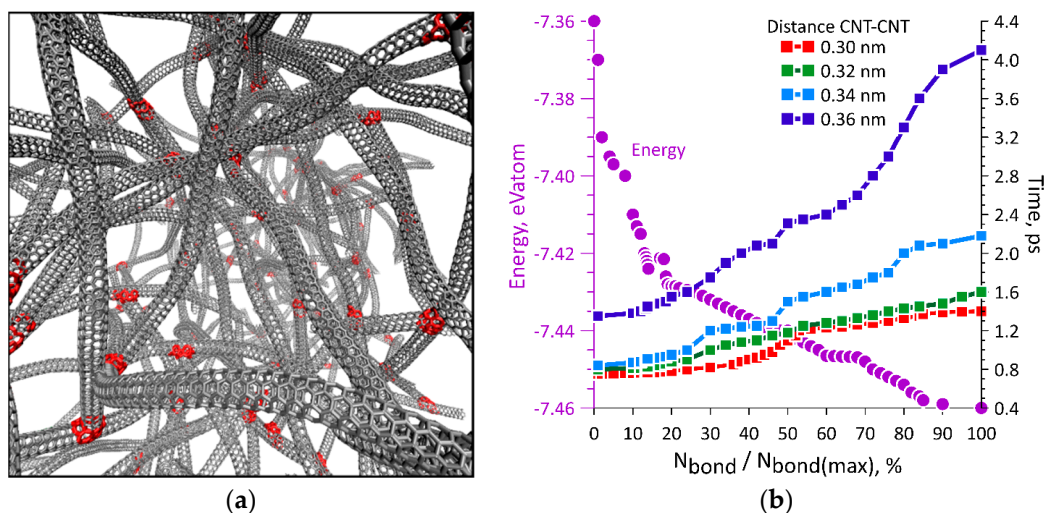 (a)
-7.36
-7.38
-7.40
-7.42
-7.44
-7.46
Energy, eVatom
Energy
Distance CNT-CNT
0.30 nm
0.32 nm
0.34 nm
0.36 nm
4.4
4.0
3.6
3.2
2.8
2.4
2.0
1.6
1.2
0.8
0.4
Time, ps
0 10 20 30 40 50 60 70 80 90 100
Nbond / Nbond(max), %
(b)